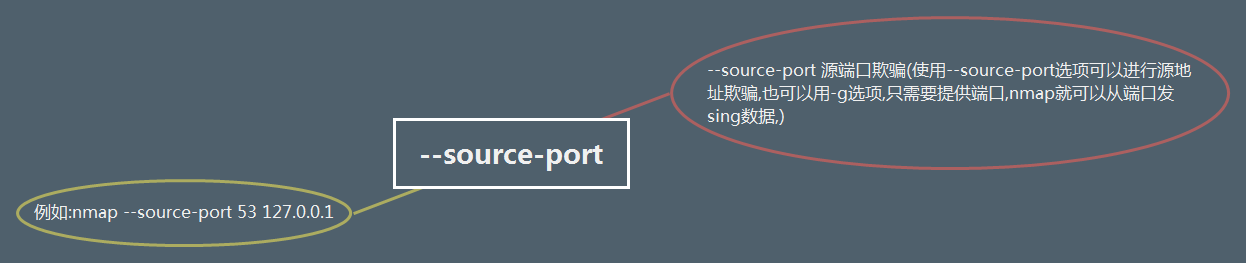 --source-port 源端口欺骗(使用--source-port选项可以进行源地
址欺骗,也可以用-g选项,只需要提供端口,nmap就可以从端口发
sing数据,)
--source-port
例如:nmap --source-port 53 127.0.0.1